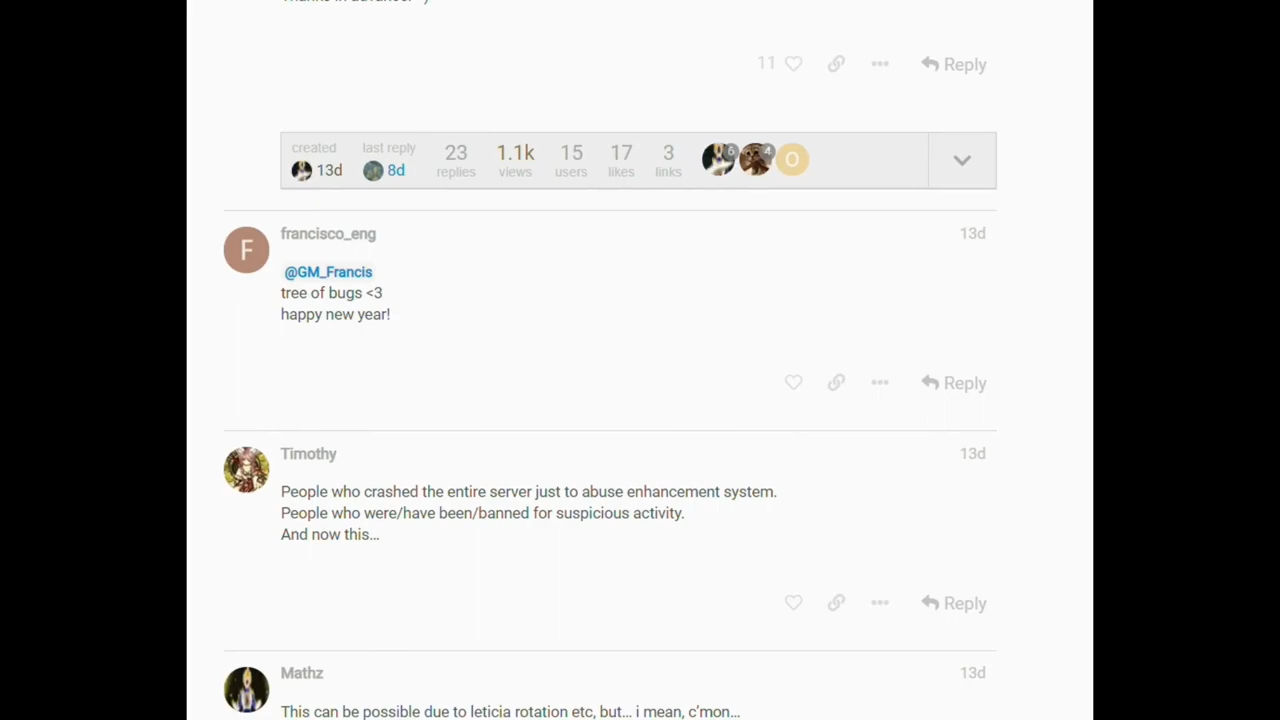 11 Reply
created last reply 23 1.1k 15 17 3 6 4 O
13d 8d replies views users likes links
F francisco_eng 13d
@GM_Francis
tree of bugs <3
happy new year!
Reply
Timothy 13d
People who crashed the entire server just to abuse enhancement system.
People who were/have been/banned for suspicious activity.
And now this...
Reply
Mathz 13d
This can be possible due to leticia rotation etc, but... i mean, c'mon...